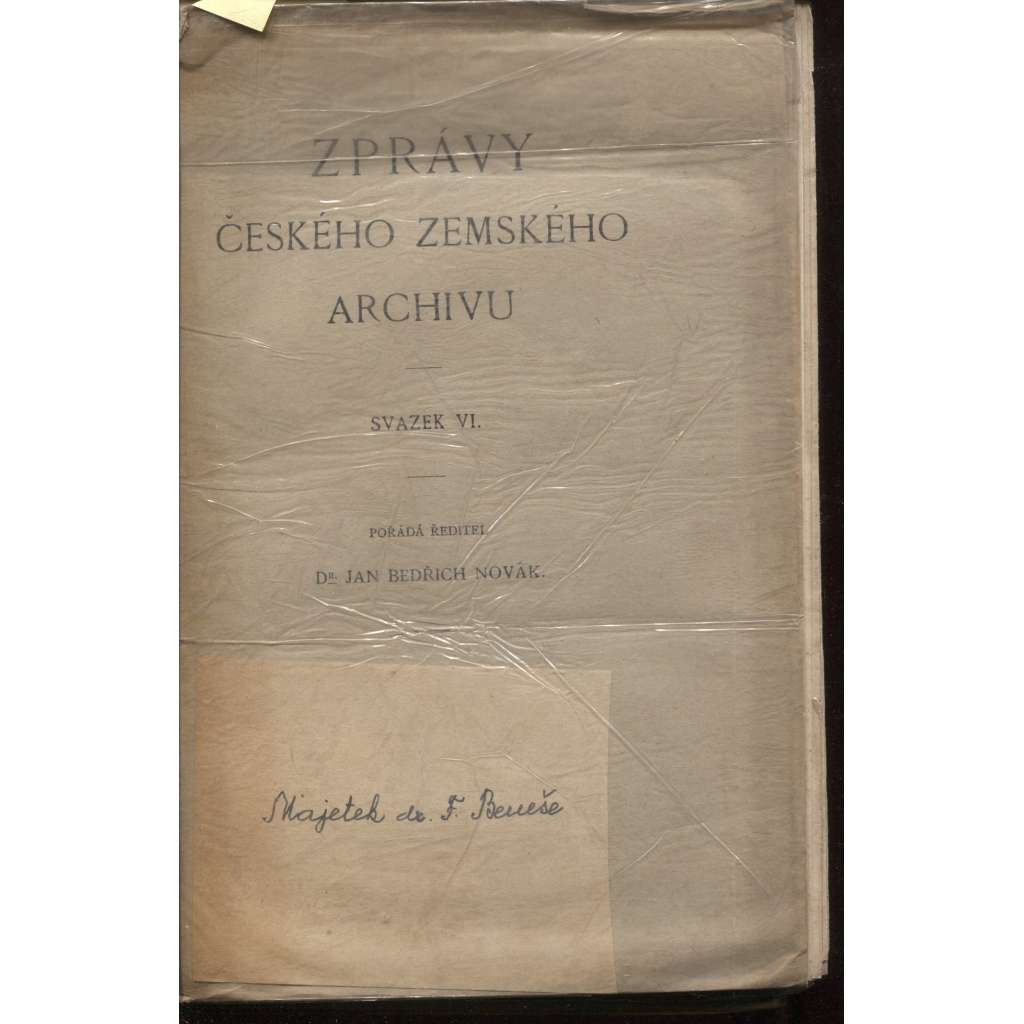 ZPRÁVY
ČESKÉHO ZEMSKÉHO
ARCHIVU
SVAZEK VI.
POŘÁDÁ ŘEDITEL
DR. JAN BEDŘICH NOVÁK.
Majetek dr. F. Beneše